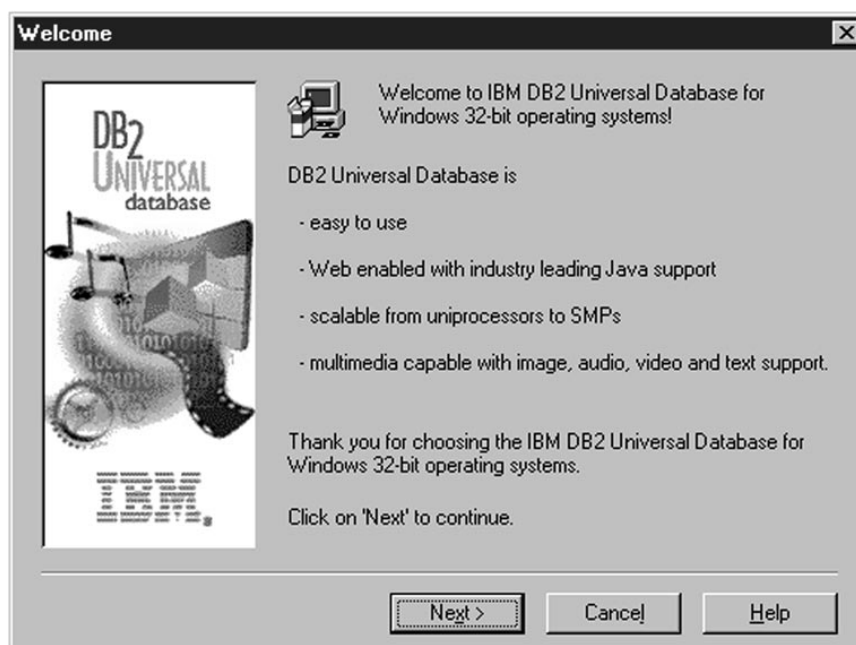 Welcome
DB2
UNIVERSAL
database
IBM
Welcome to IBM DB2 Universal Database for
Windows 32-bit operating systems!
DB2 Universal Database is
- easy to use
- Web enabled with industry leading Java support
- scalable from uniprocessors to SMPs
- multimedia capable with image, audio, video and text support.
Thank you for choosing the IBM DB2 Universal Database for
Windows 32-bit operating systems.
Click on 'Next' to continue.
Next > Cancel Help